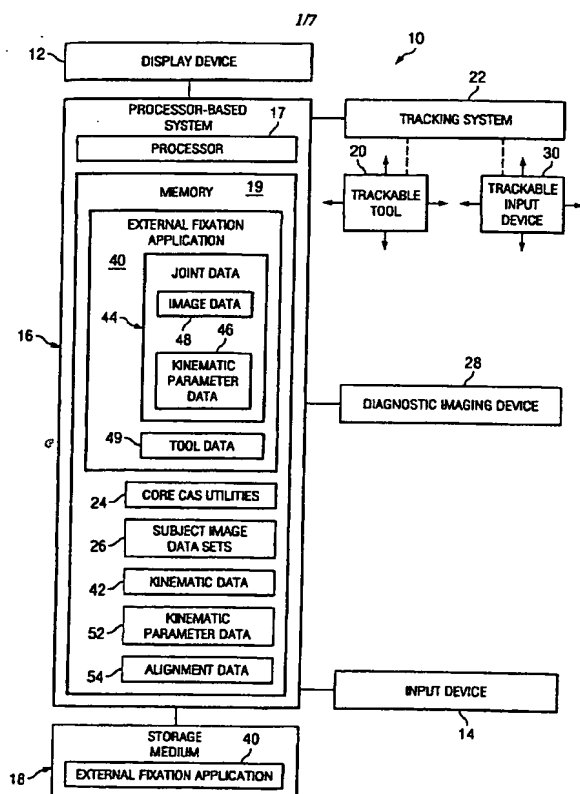 1/7
10
12
DISPLAY DEVICE
22
PROCESSOR-BASED
SYSTEM
17
TRACKING SYSTEM
PROCESSOR
20
30
MEMORY
19
TRACKABLE
TOOL
TRACKABLE
INPUT
DEVICE
EXTERNAL FIXATION
APPLICATION
40
JOINT DATA
IMAGE DATA
44
48
46
16
KINEMATIC
PARAMETER
DATA
28
DIAGNOSTIC IMAGING DEVICE
49
TOOL DATA
24
CORE CAS UTILITIES
26
SUBJECT IMAGE
DATA SETS
42
KINEMATIC DATA
52
KINEMATIC
PARAMETER DATA
54
ALIGNMENT DATA
INPUT DEVICE
14
STORAGE
MEDIUM
40
18
EXTERNAL FIXATION APPLICATION